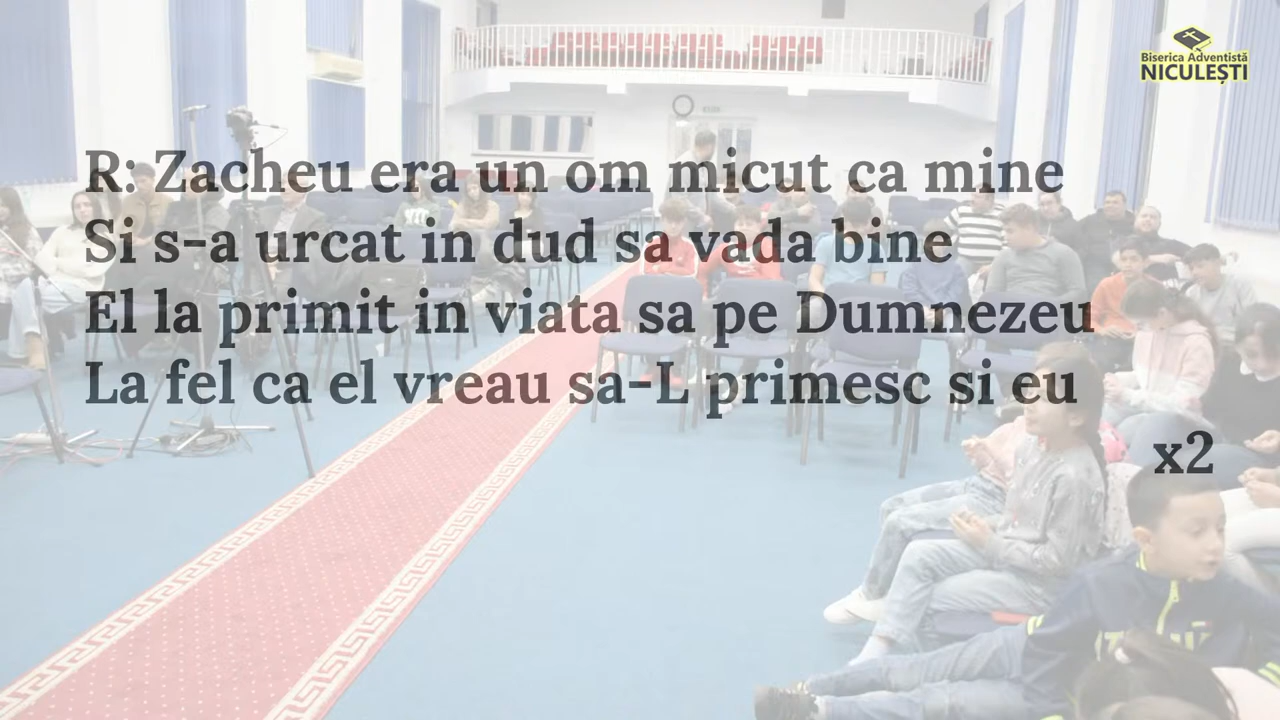 Biserica Adventistă
NICULEȘTI
R: Zacheu era un om micut ca mine
Si s-a urcat in dud sa vada bine
El la primit in viata sa pe Dumnezeu
La fel ca el vreau sa-L primesc si eu
x2